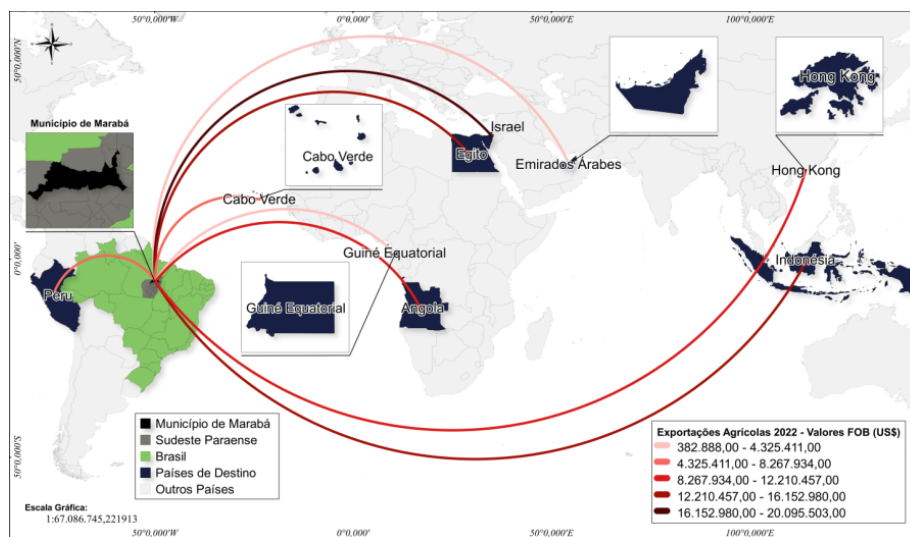 50°0,000'W 0°0,000' 50°0,000'E 100°0,000'E
50°0,000'N
0°0,000'
50°0,000'S
Município de Marabá
Cabo Verde
Cabo Verde
Israel
Egito
Emirados Árabes
Hong Kong
Hong Kong
Guiné Equatorial
Guiné Equatorial
Angola
Indonésia
Peru
Município de Marabá
Sudeste Paraense
Brasil
Países de Destino
Outros Países
Escala Gráfica:
1:67.086.745,221913
Exportações Agrícolas 2022 - Valores FOB (US$)
382.888,00 - 4.325.411,00
4.325.411,00 - 8.267.934,00
8.267.934,00 - 12.210.457,00
12.210.457,00 - 16.152.980,00
16.152.980,00 - 20.095.503,00
50°0,000'W 0°0,000' 50°0,000'E 100°0,000'E